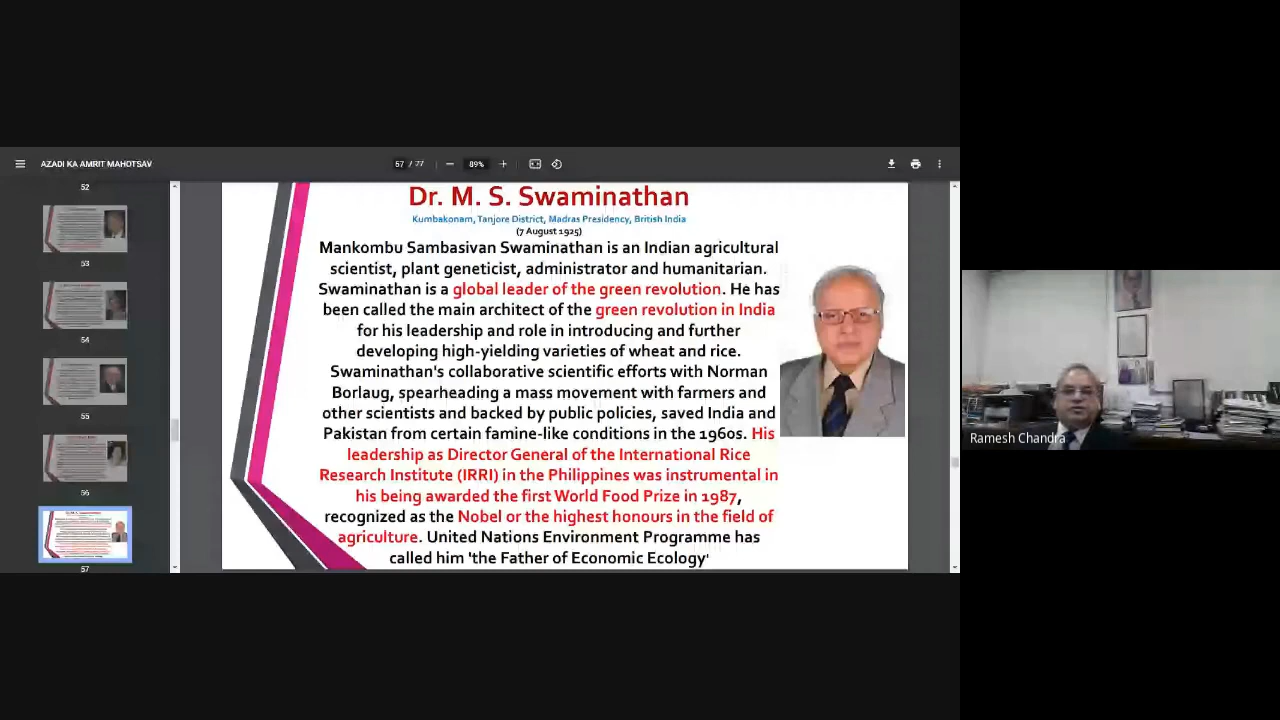 AZADI KA AMRIT MAHOTSAV
57 / 77
89%
52
53
54
55
56
57
Dr. M. S. Swaminathan
Kumbakonam, Tanjore District, Madras Presidency, British India
(7 August 1925)
Mankombu Sambasivan Swaminathan is an Indian agricultural
scientist, plant geneticist, administrator and humanitarian.
Swaminathan is a global leader of the green revolution. He has
been called the main architect of the green revolution in India
for his leadership and role in introducing and further
developing high-yielding varieties of wheat and rice.
Swaminathan's collaborative scientific efforts with Norman
Borlaug, spearheading a mass movement with farmers and
other scientists and backed by public policies, saved India and
Pakistan from certain famine-like conditions in the 1960s. His
leadership as Director General of the International Rice
Research Institute (IRRI) in the Philippines was instrumental in
his being awarded the first World Food Prize in 1987,
recognized as the Nobel or the highest honours in the field of
agriculture. United Nations Environment Programme has
called him 'the Father of Economic Ecology'
Ramesh Chandra